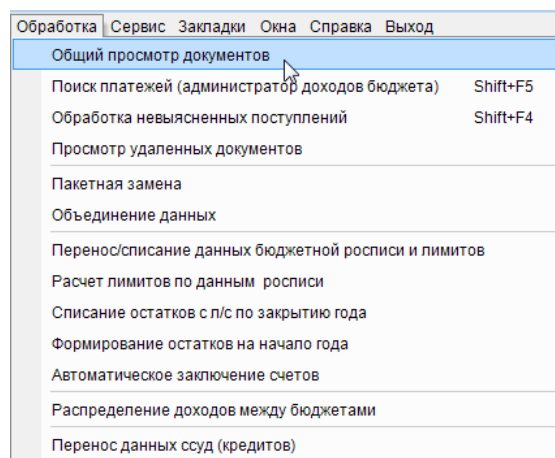 Обработка Сервис Закладки Окна Справка Выход
Общий просмотр документов
Поиск платежей (администратор доходов бюджета) Shift+F5
Обработка невыясненных поступлений Shift+F4
Просмотр удаленных документов
Пакетная замена
Объединение данных
Перенос/списание данных бюджетной росписи и лимитов
Расчет лимитов по данным росписи
Списание остатков с л/с по закрытию года
Формирование остатков на начало года
Автоматическое заключение счетов
Распределение доходов между бюджетами
Перенос данных ссуд (кредитов)